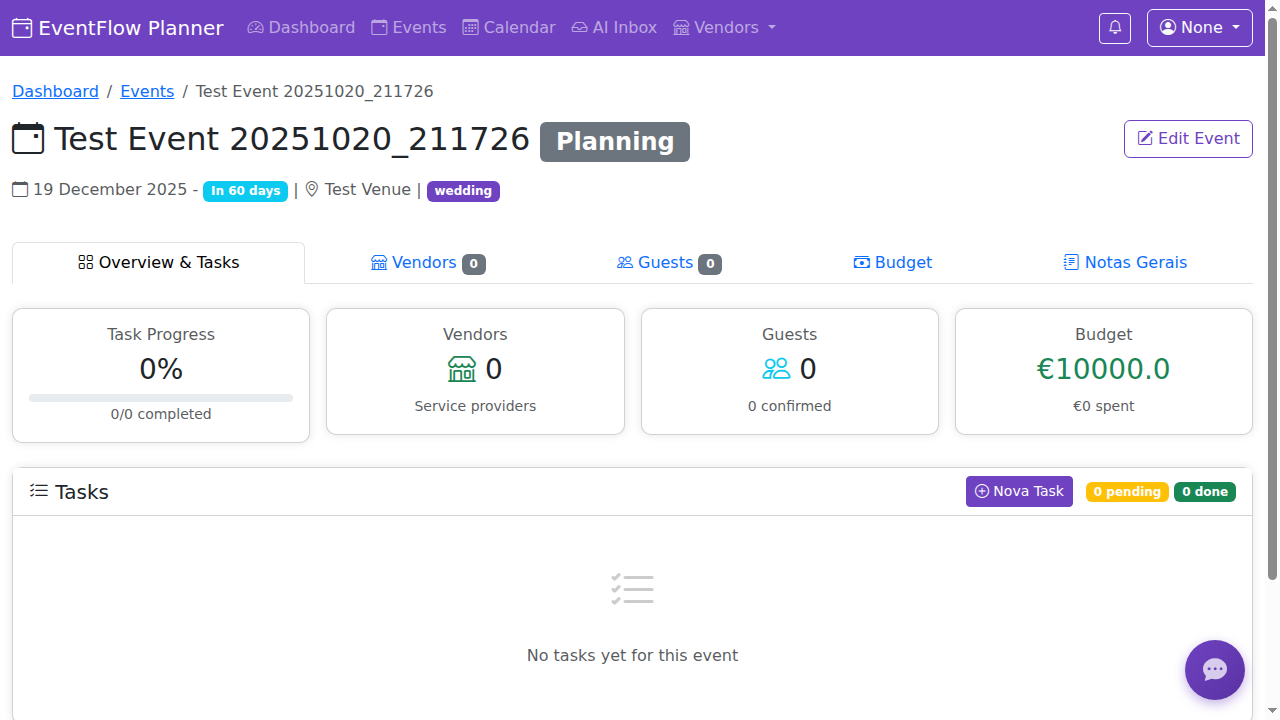 EventFlow Planner Dashboard Events Calendar AI Inbox Vendors None
Dashboard / Events / Test Event 20251020_211726
Test Event 20251020_211726 Planning Edit Event
19 December 2025 - In 60 days | Test Venue | wedding
Overview & Tasks Vendors 0 Guests 0 Budget Notas Gerais
Task Progress Vendors Guests Budget
0% 0 0 €10000.0
0/0 completed Service providers 0 confirmed €0 spent
Tasks Nova Task 0 pending 0 done
No tasks yet for this event